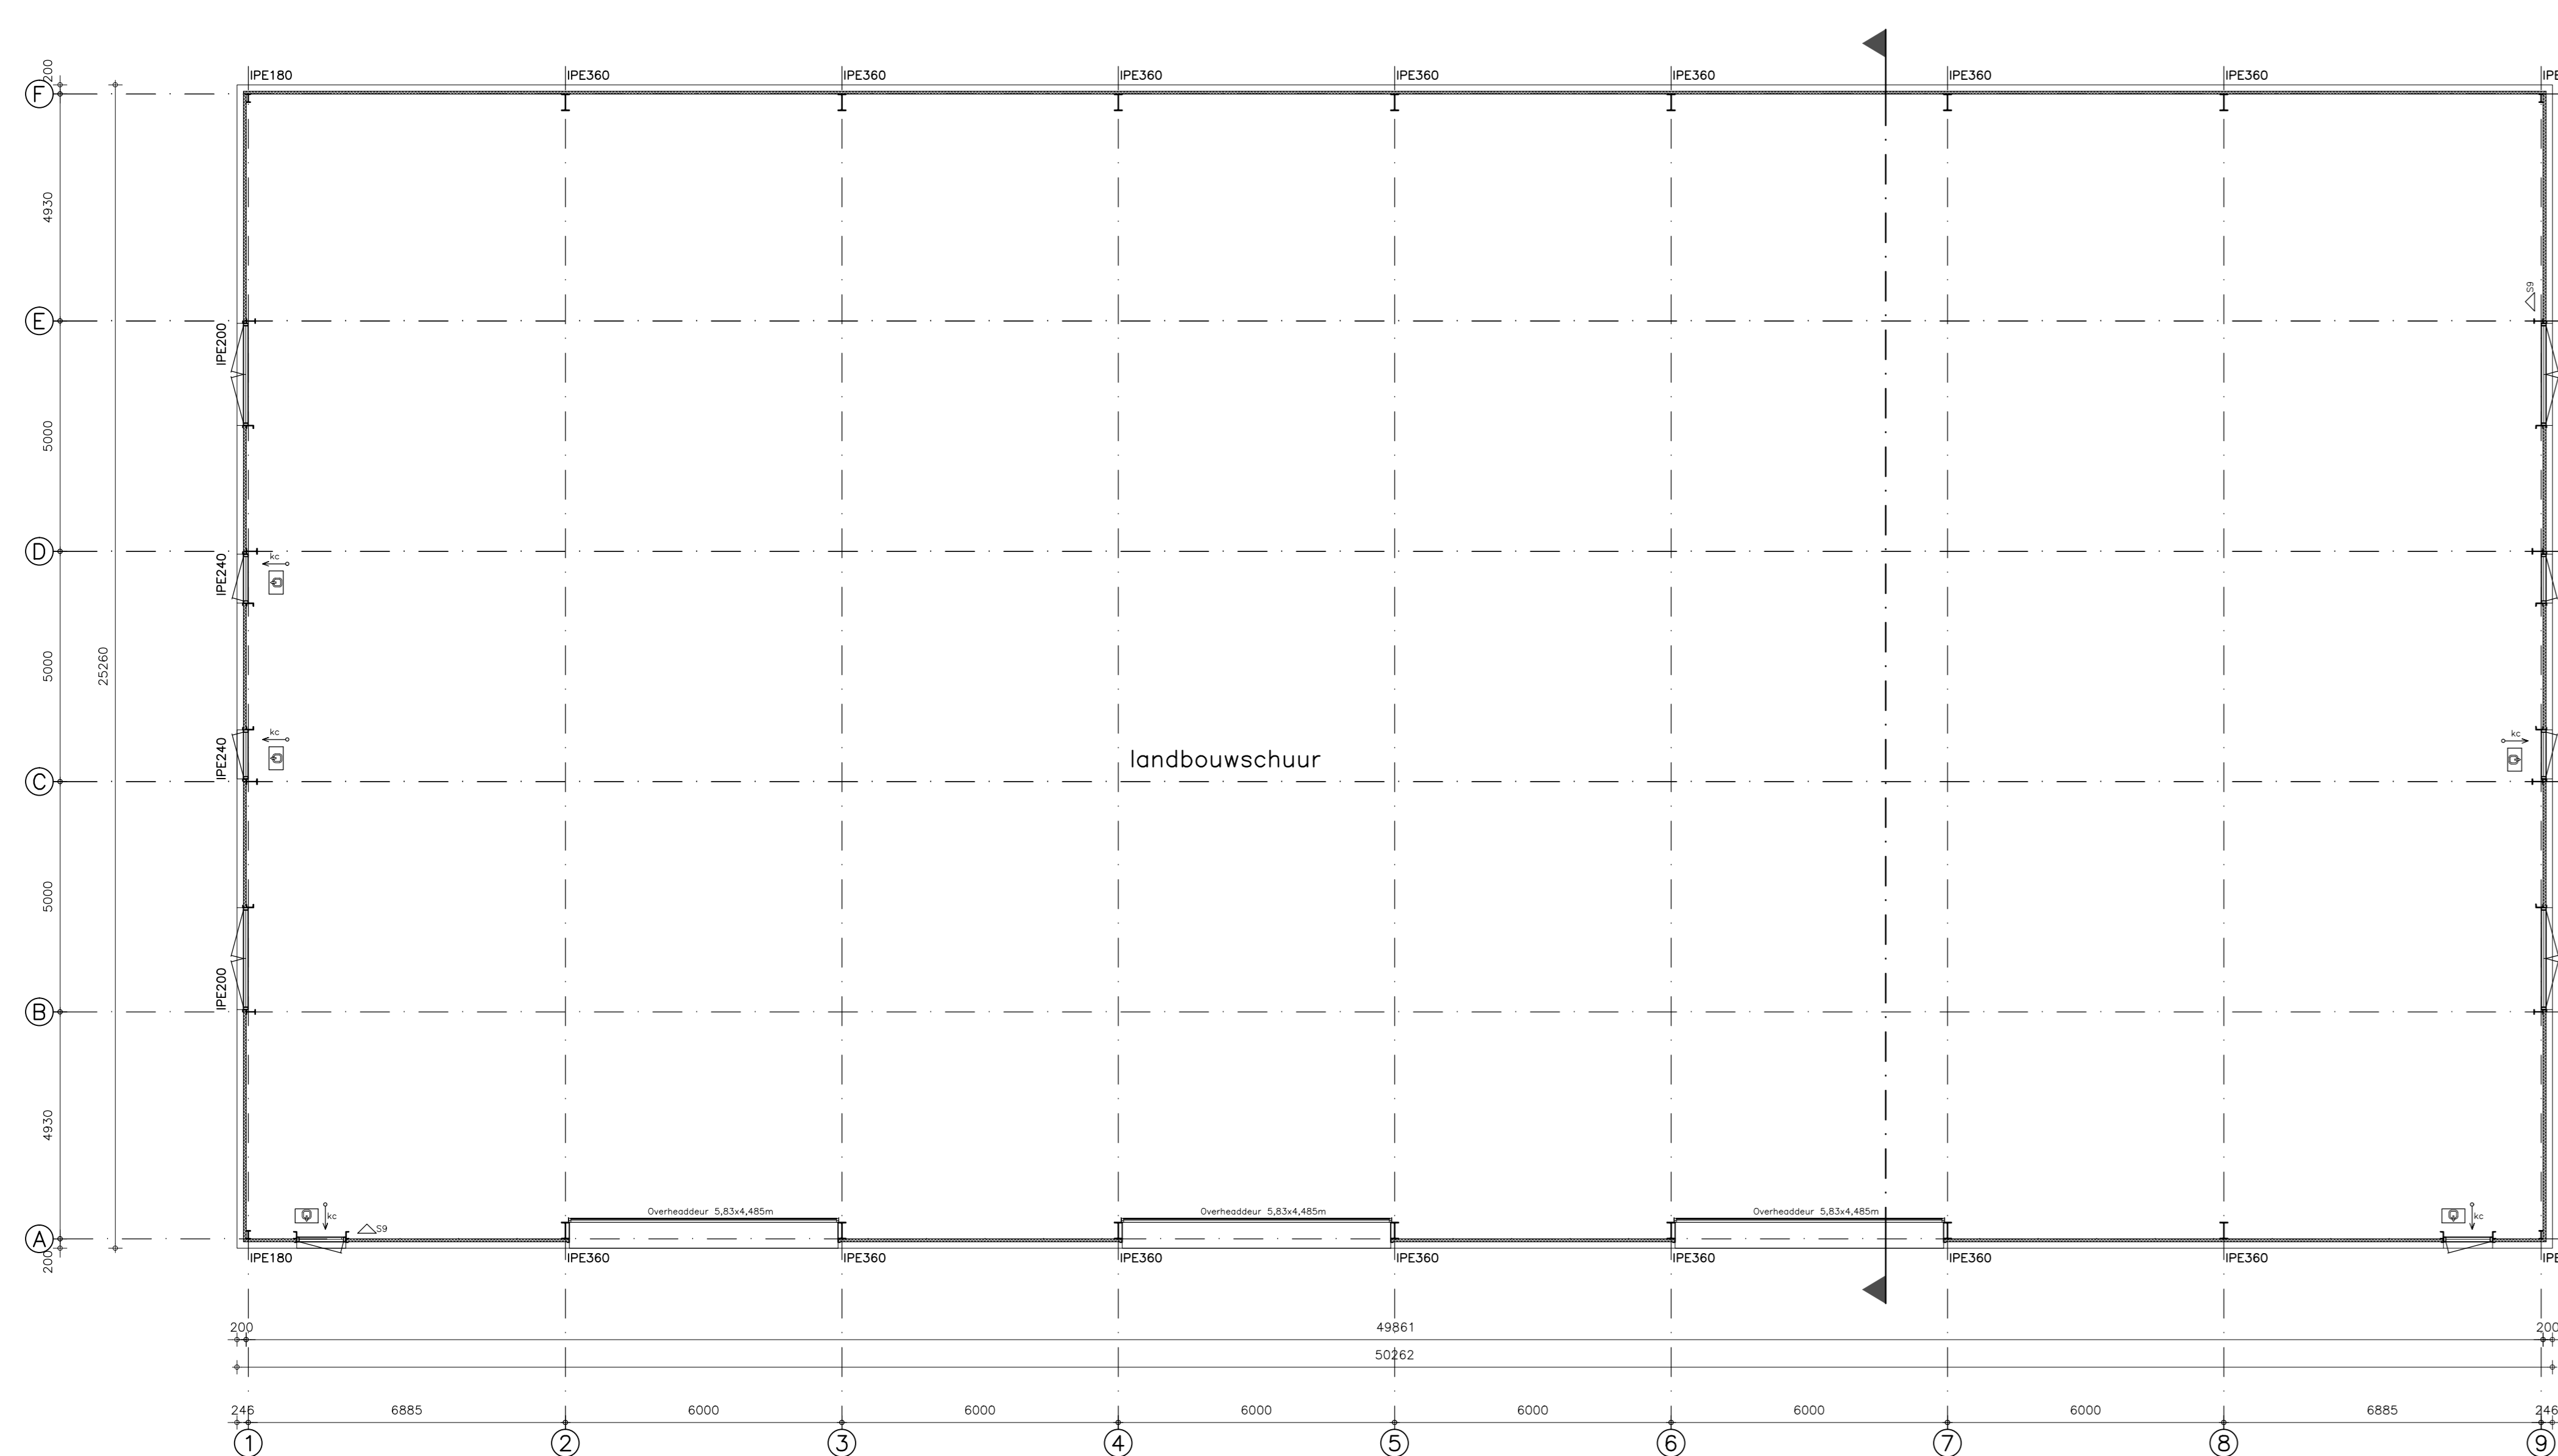 200
IPE180 IPE360 IPE360 IPE360 IPE360 IPE360 IPE360 IPE360
F
4930
S9
E
IPE200
5000
D
IPE240
kc
5000
25260
kc
kc
IPE240
landbouwschuur
C
5000
IPE200
B
4930
Overheaddeur 5,83x4,485m Overheaddeur 5,83x4,485m Overheaddeur 5,83x4,485m
kc
kc
S9
A
200
IPE180 IPE360 IPE360 IPE360 IPE360 IPE360 IPE360 IPE360
200 49861 200
50262
246 6885 6000 6000 6000 6000 6000 6000 6885 246
1 2 3 4 5 6 7 8 9